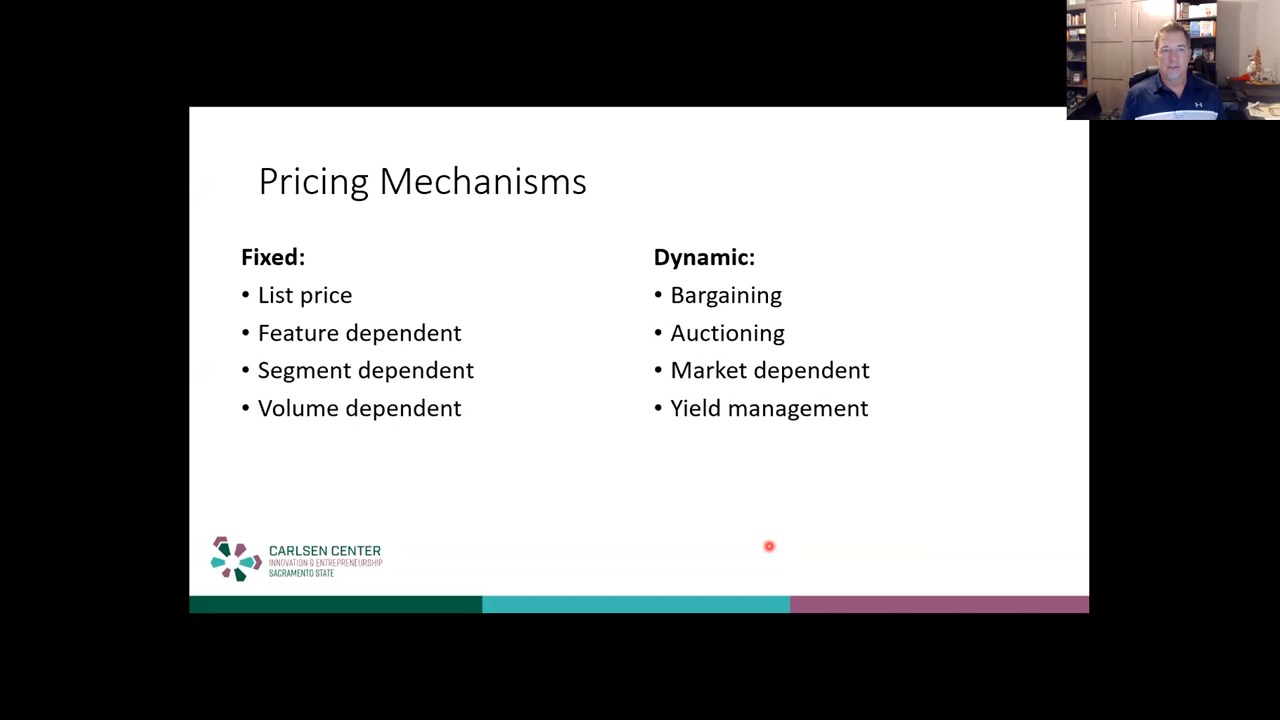 Pricing Mechanisms
Fixed:
• List price
• Feature dependent
• Segment dependent
• Volume dependent
Dynamic:
• Bargaining
• Auctioning
• Market dependent
• Yield management
CARLSEN CENTER
INNOVATION & ENTREPRENEURSHIP
SACRAMENTO STATE